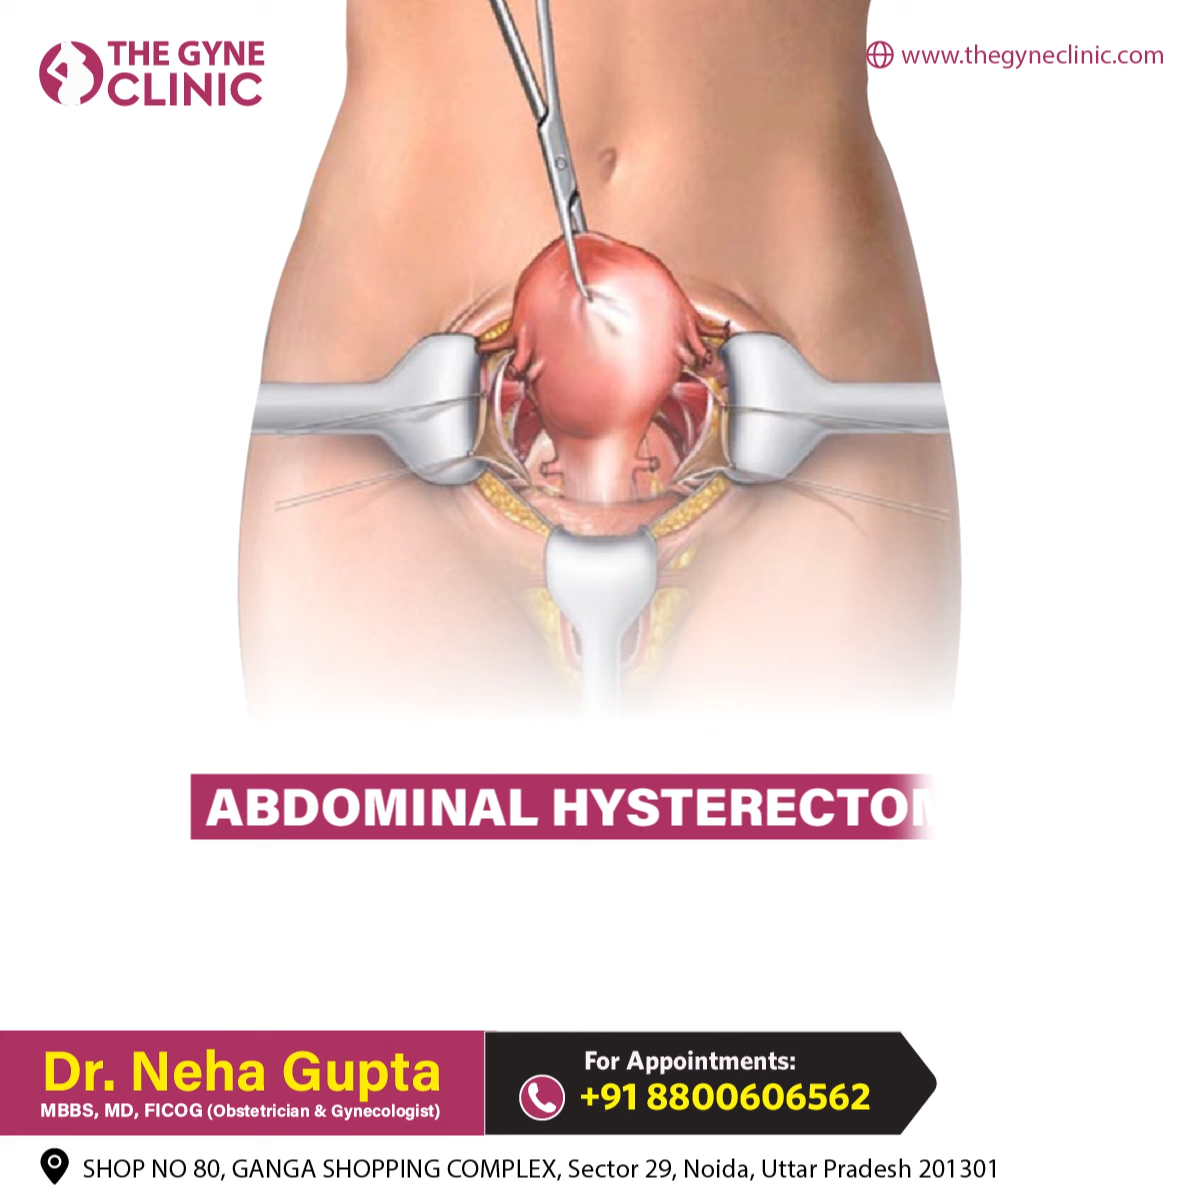 THE GYNE
CLINIC
www.thegyneclinic.com
ABDOMINAL
Dr. Neha Gupta
MBBS, MD, FICOG (Obstetrician & Gynecologist)
For Appointments:
+91 8800606562
SHOP NO 80, GANGA SHOPPING COMPLEX, Sector 29, Noida, Uttar Pradesh 201301